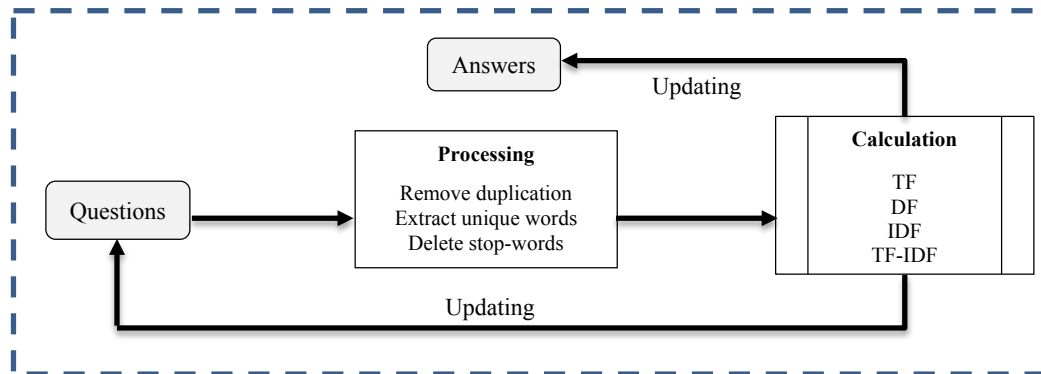 Answers
Updating
Processing
Remove duplication
Extract unique words
Delete stop-words
Calculation
TF
DF
IDF
TF-IDF
Questions
Updating